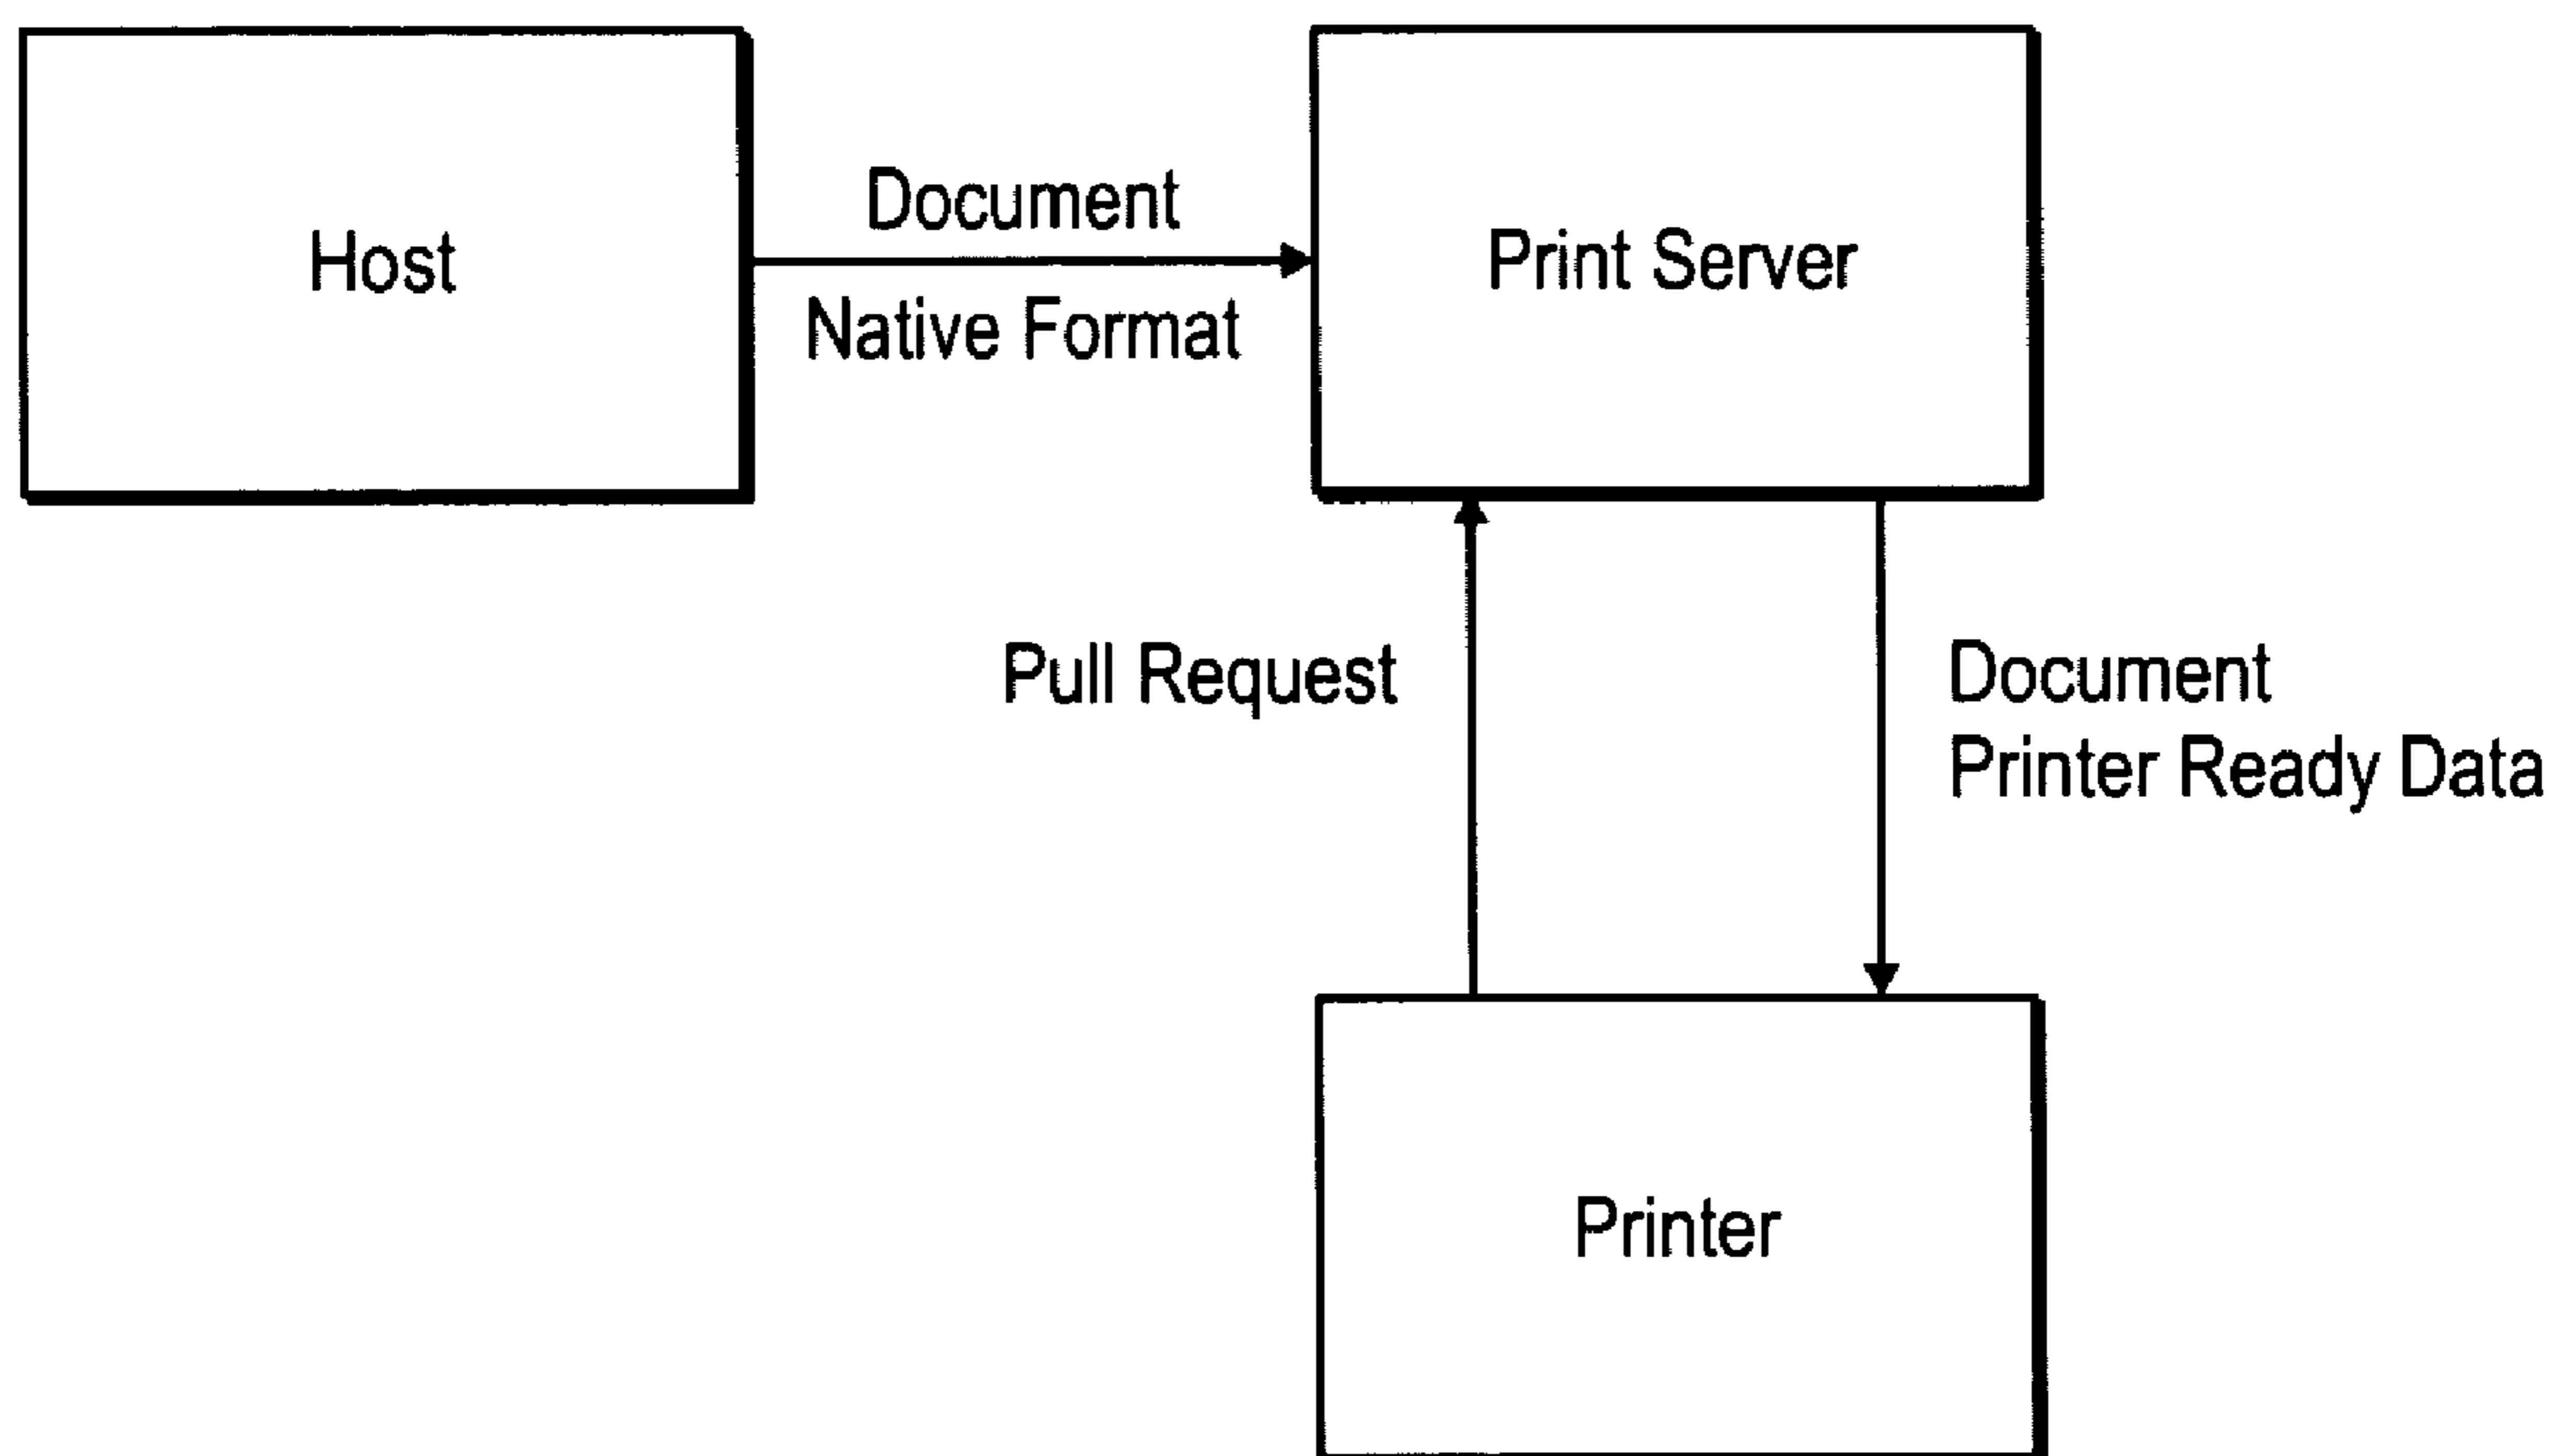 Host
Document
Native Format
Print Server
Pull Request
Document
Printer Ready Data
Printer